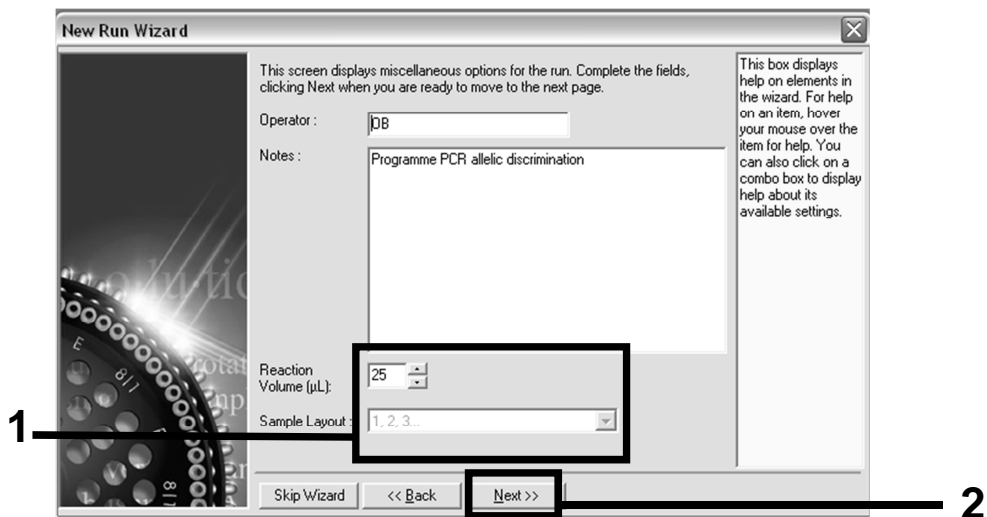 New Run Wizard
This screen displays miscellaneous options for the run. Complete the fields,
clicking Next when you are ready to move to the next page.
Operator :
OB
Notes :
Programme PCR allelic discrimination
Reaction
Volume (µL):
25
Sample Layout :
1, 2, 3...
Skip Wizard
<< Back
Next >>
This box displays
help on elements in
the wizard. For help
on an item, hover
your mouse over the
item for help. You
can also click on a
combo box to display
help about its
available settings.
1
2